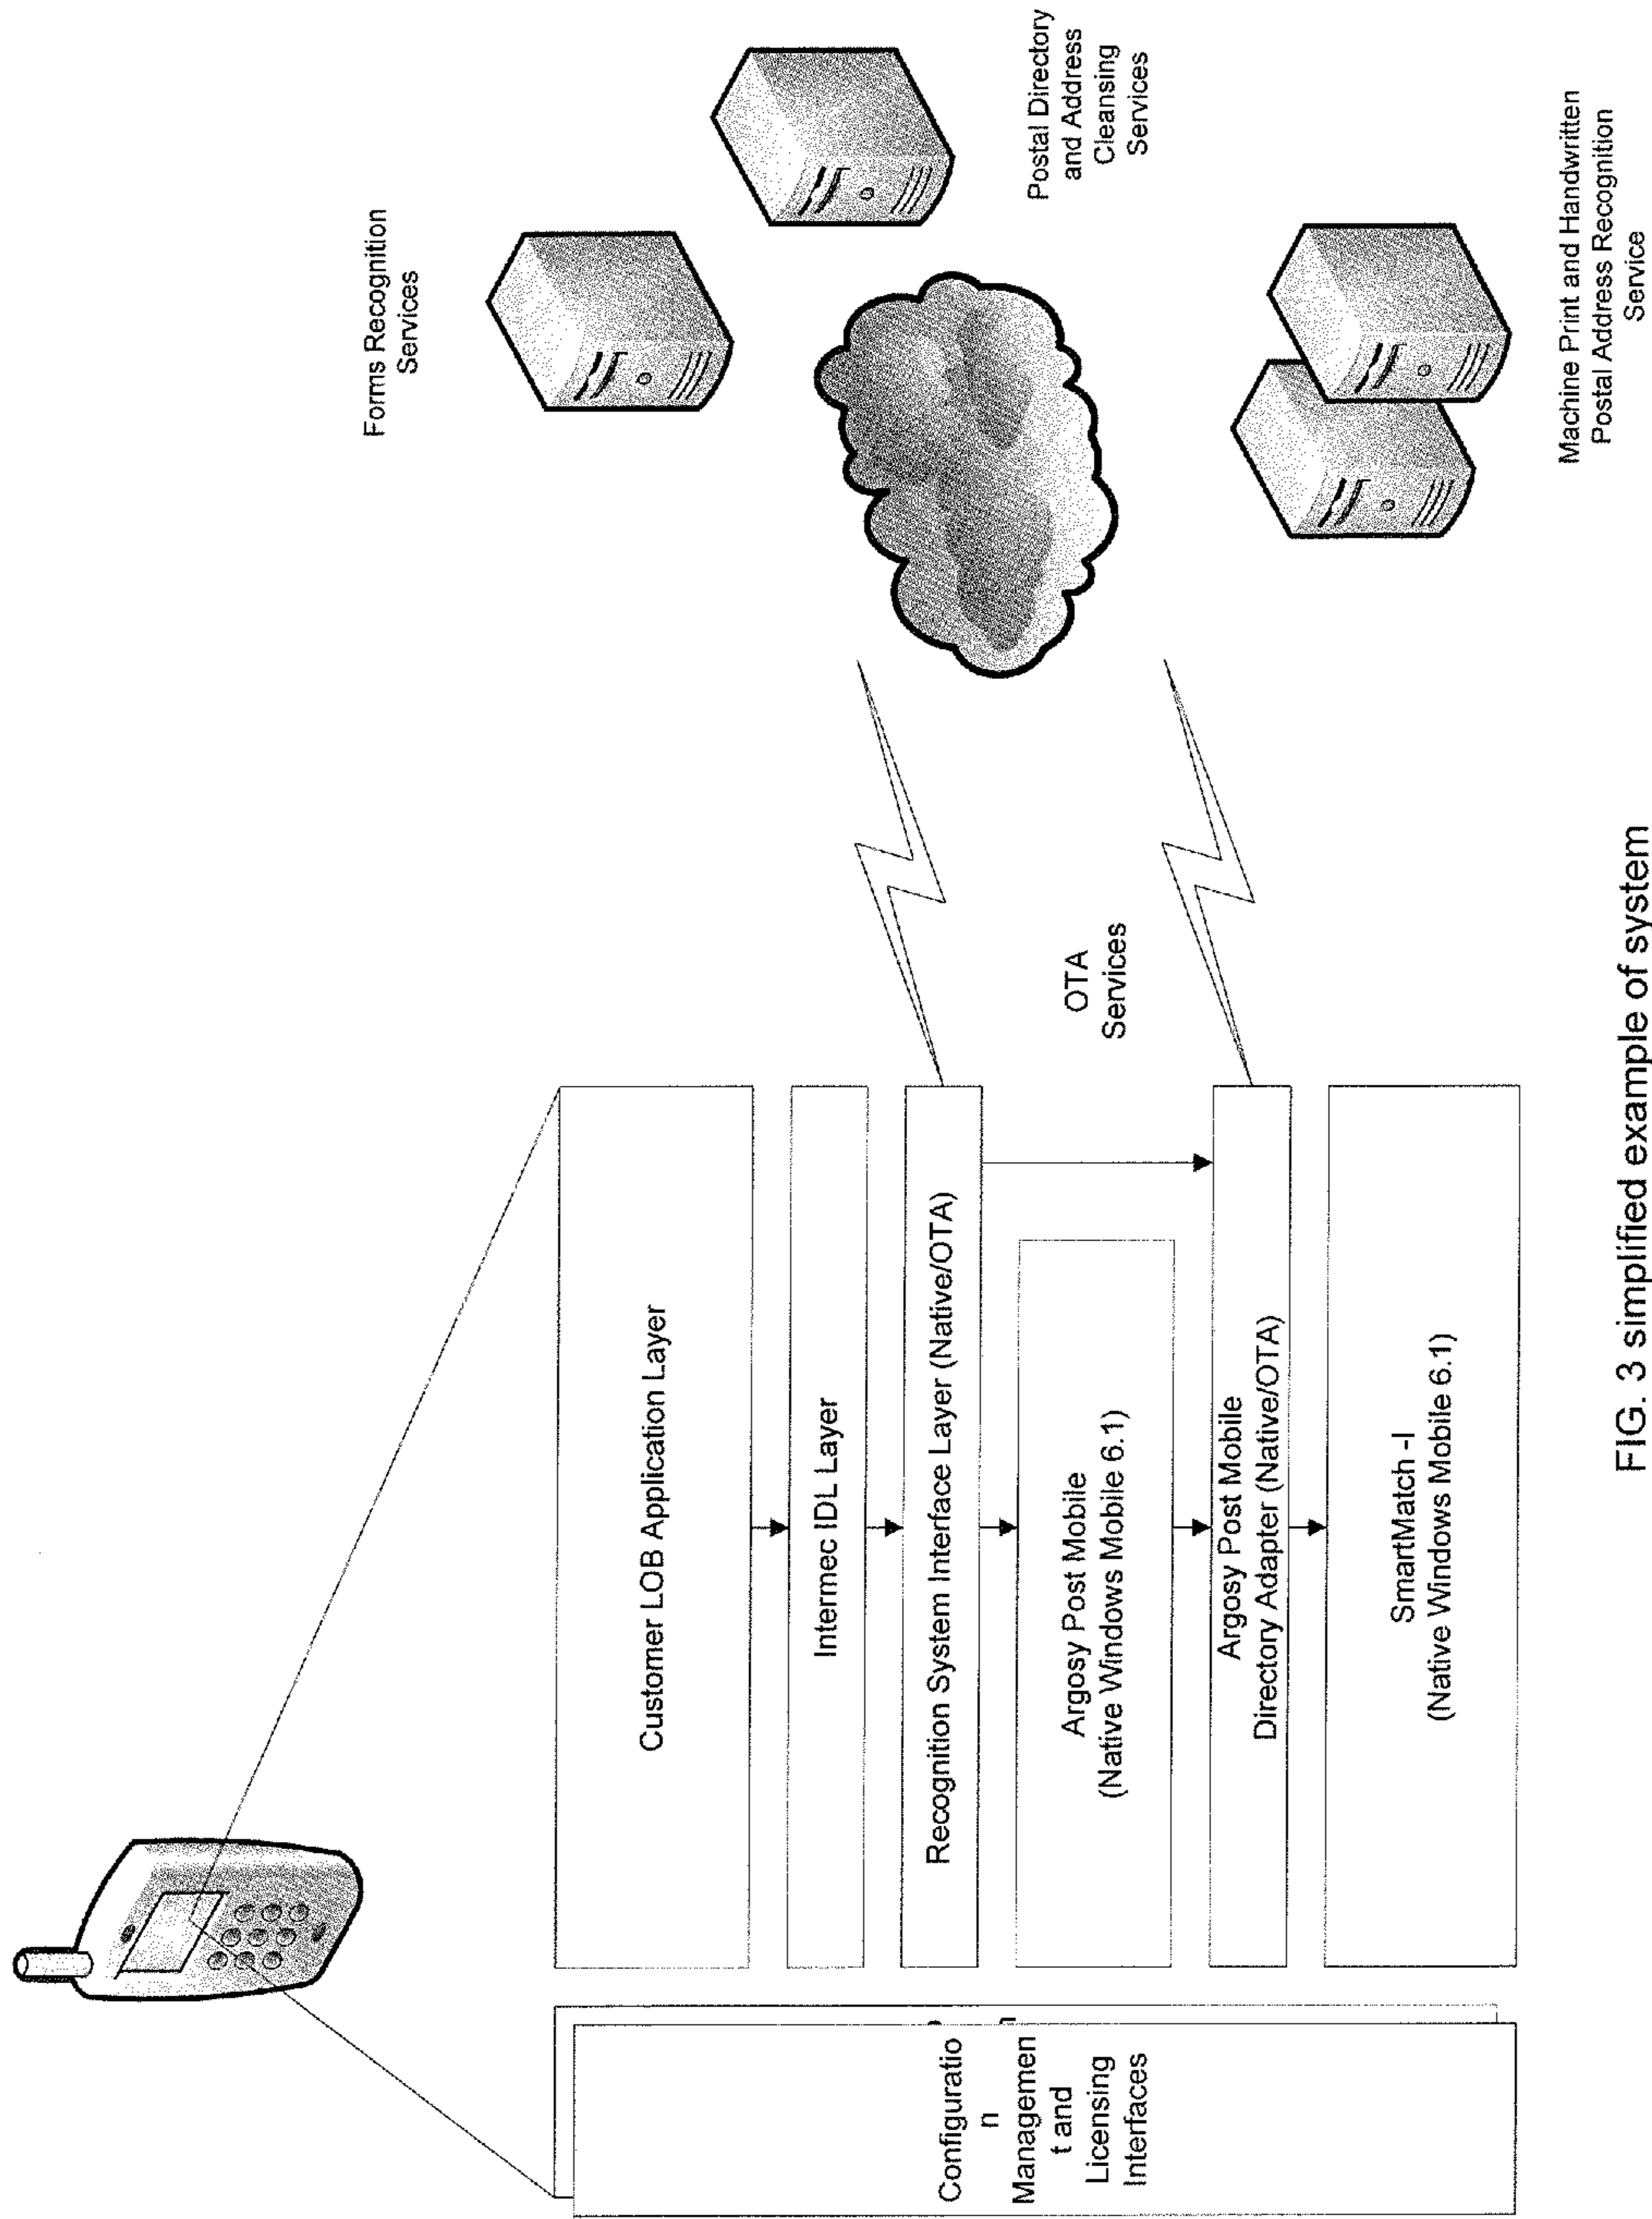 Forms Recognition
Services
Postal Directory
and Address
Cleansing
Services
Machine Print and Handwritten
Postal Address Recognition
Service
OTA
Services
Customer LOB Application Layer
Intermec IDL Layer
Recognition System Interface Layer (Native/OTA)
Argosy Post Mobile
(Native Windows Mobile 6.1)
Argosy Post Mobile
Directory Adapter (Native/OTA)
SmartMatch -I
(Native Windows Mobile 6.1)
Configuratio
n
Managemen
t and
Licensing
Interfaces
FIG. 3 simplified example of system